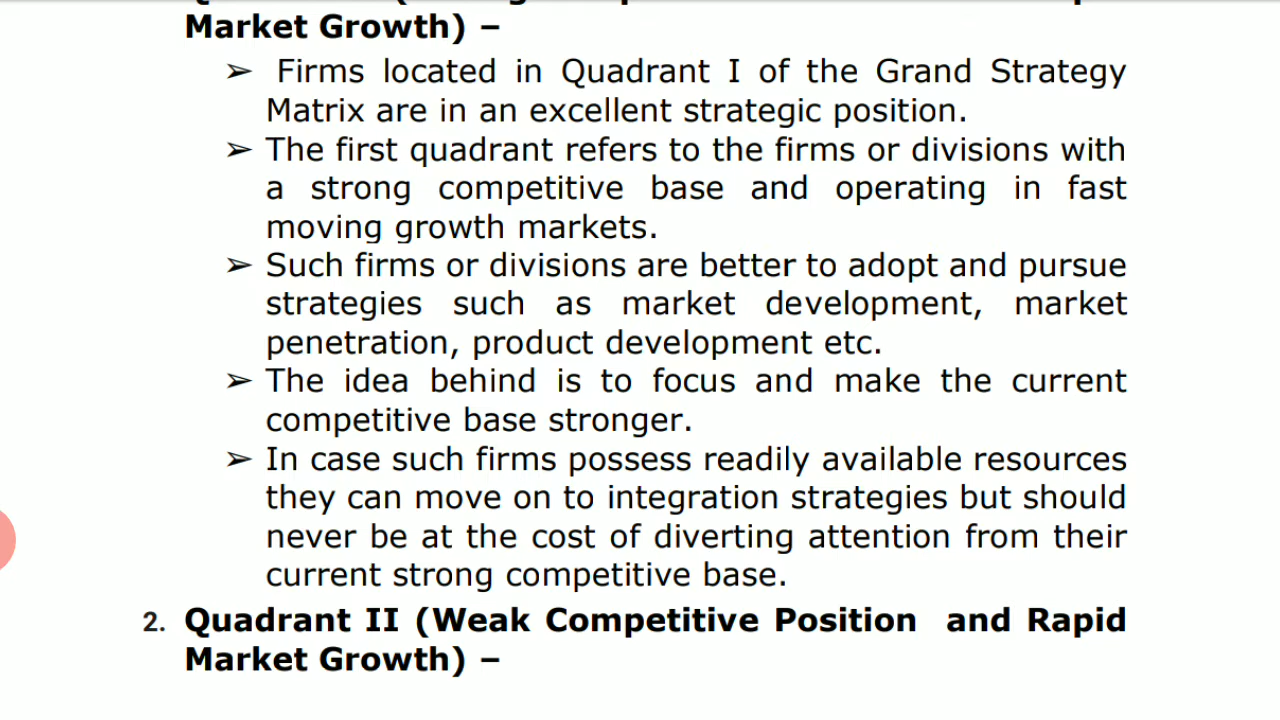 Market Growth) –
➢ Firms located in Quadrant I of the Grand Strategy
Matrix are in an excellent strategic position.
➢ The first quadrant refers to the firms or divisions with
a strong competitive base and operating in fast
moving growth markets.
➢ Such firms or divisions are better to adopt and pursue
strategies such as market development, market
penetration, product development etc.
➢ The idea behind is to focus and make the current
competitive base stronger.
➢ In case such firms possess readily available resources
they can move on to integration strategies but should
never be at the cost of diverting attention from their
current strong competitive base.
2. Quadrant II (Weak Competitive Position and Rapid
Market Growth) –